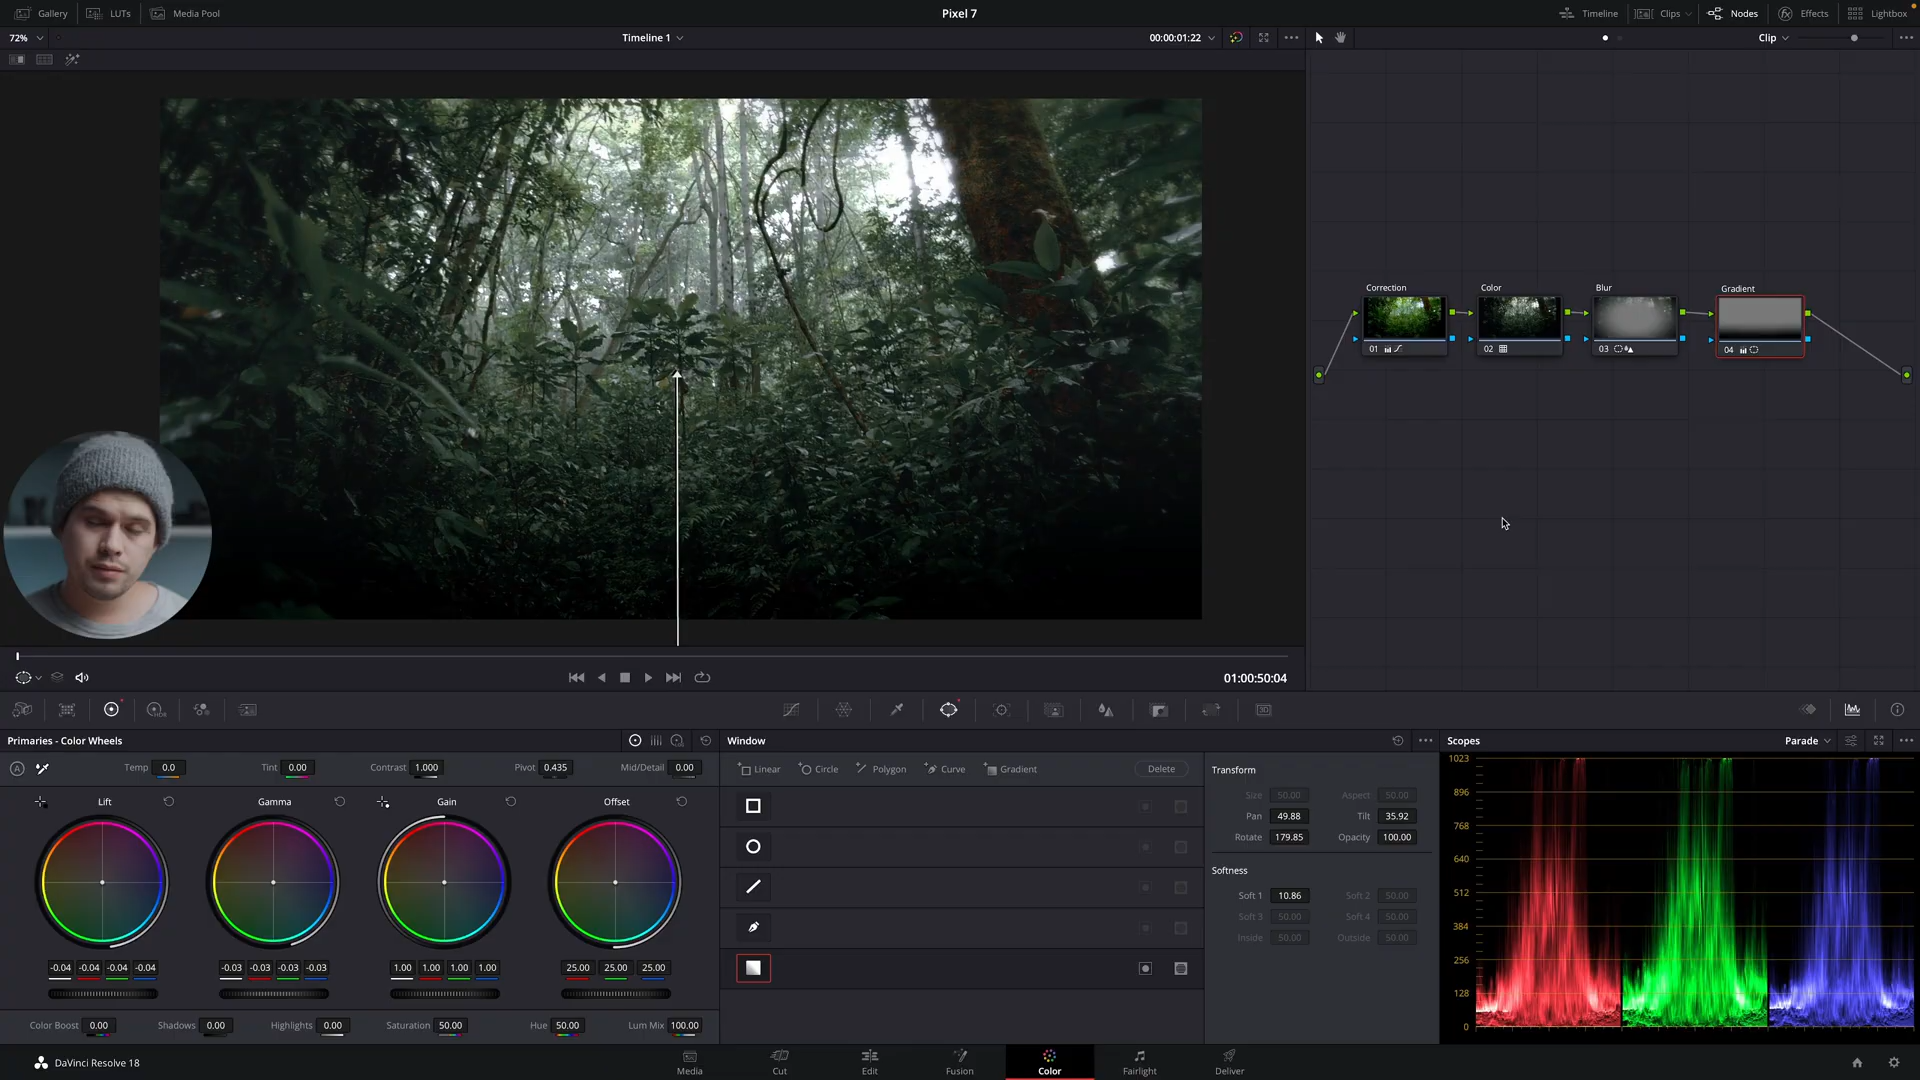 Gallery LUTs Media Pool Pixel 7 Timeline Clips Nodes Effects Lightbox
72% Timeline 1 00:00:01:22 Clip
Correction Color Blur Gradient
01 02 03 04
01:00:50:04
Primaries - Color Wheels Window Scopes Parade
Temp 0.0 Tint 0.00 Contrast 1.000 Pivot 0.435 Mid/Detail 0.00
Linear Circle Polygon Curve Gradient Delete
Transform
Size 50.00 Aspect 50.00
Pan 49.88 Tilt 35.92
Rotate 179.85 Opacity 100.00
Softness
Soft 1 10.86 Soft 2 50.00
Soft 3 50.00 Soft 4 50.00
Inside 50.00 Outside 50.00
Lift Gamma Gain Offset
-0.04 -0.04 -0.04 -0.04 -0.03 -0.03 -0.03 -0.03 1.00 1.00 1.00 1.00 25.00 25.00 25.00
Color Boost 0.00 Shadows 0.00 Highlights 0.00 Saturation 50.00 Hue 50.00 Lum Mix 100.00
1023
896
768
640
512
384
256
128
0
DaVinci Resolve 18 Media Cut Edit Fusion Color Fairlight Deliver